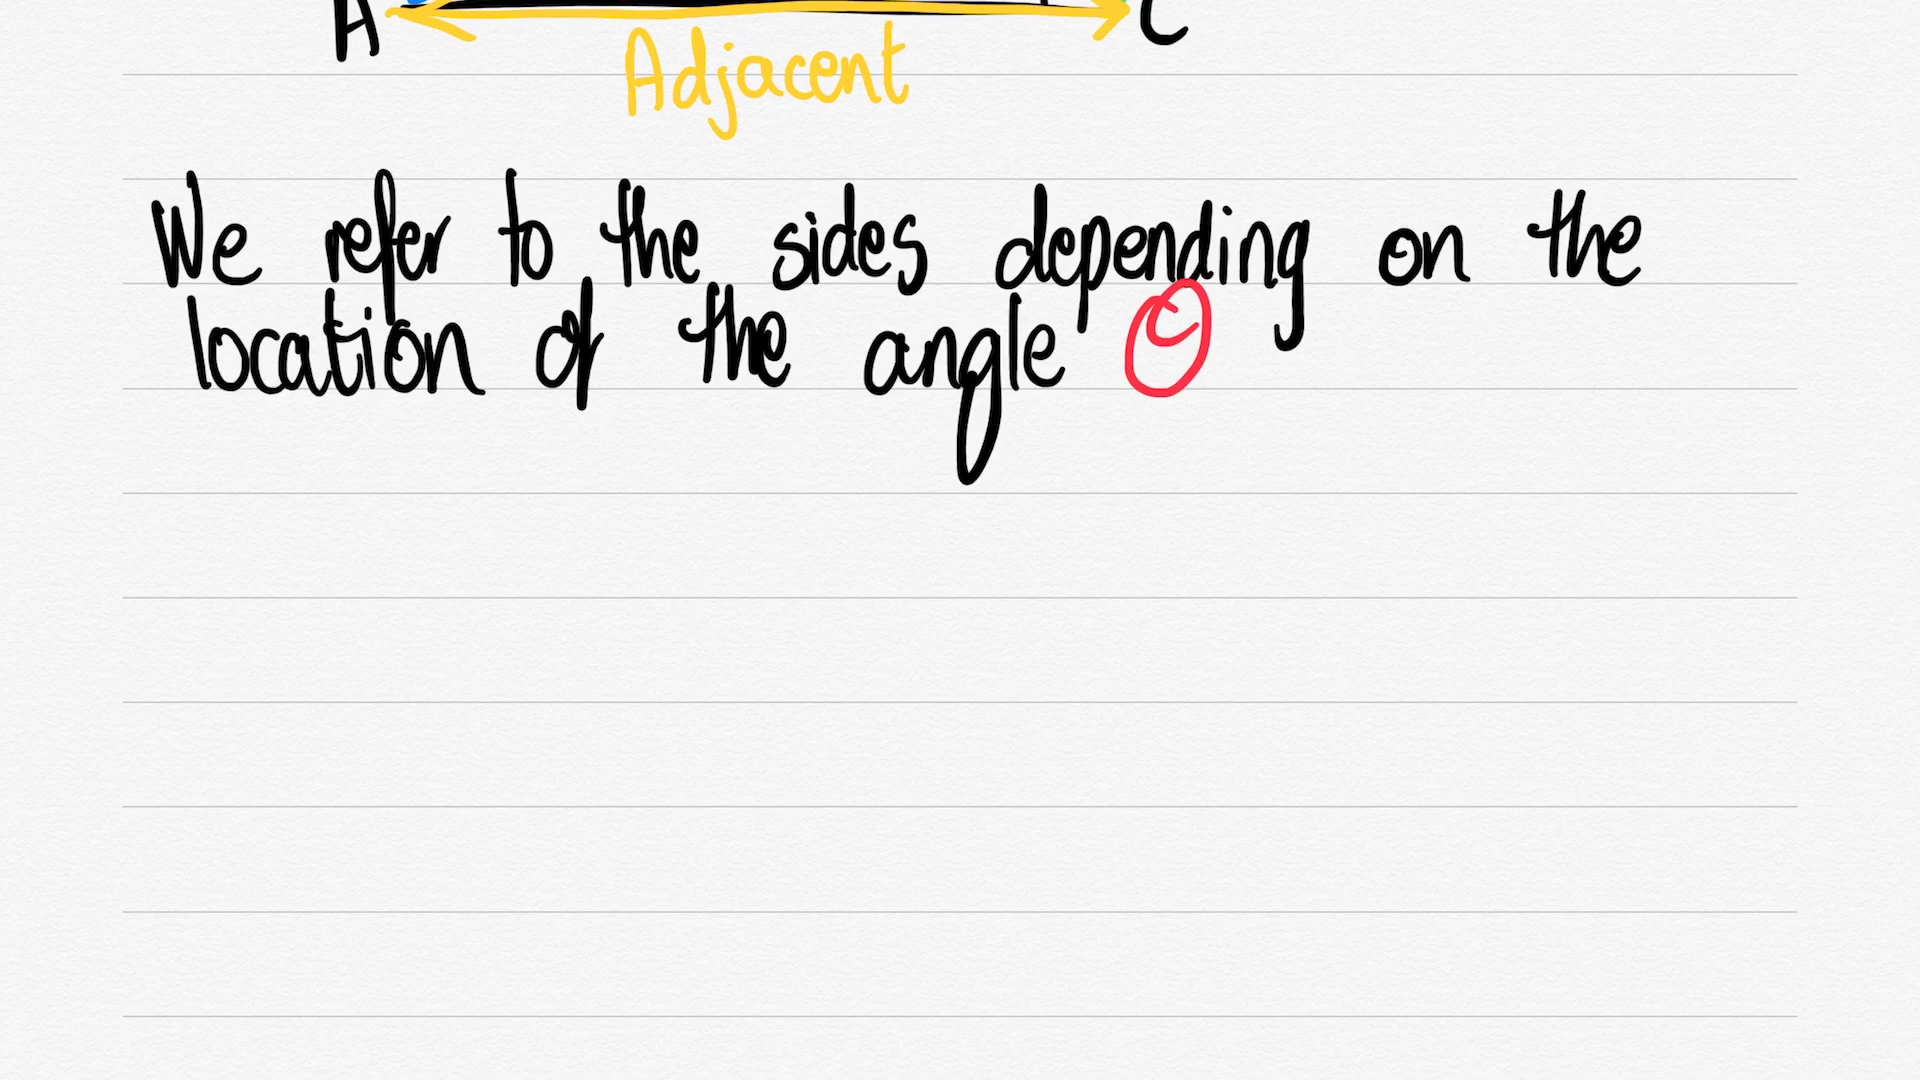 A C
Adjacent
We refer to the sides depending on the
location of the angle Θ